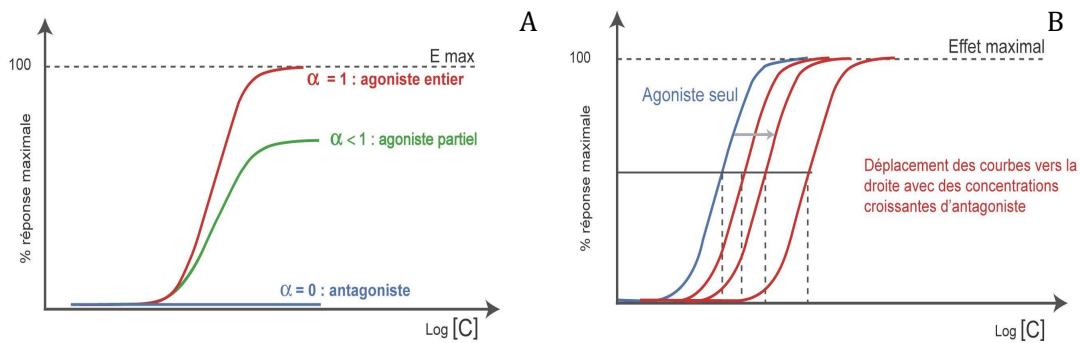 A
E max
100
α = 1 : agoniste entier
α < 1 : agoniste partiel
% réponse maximale
α = 0 : antagoniste
Log [C]
B
Effet maximal
100
Agoniste seul
Déplacement des courbes vers la
droite avec des concentrations
croissantes d’antagoniste
% réponse maximale
Log [C]